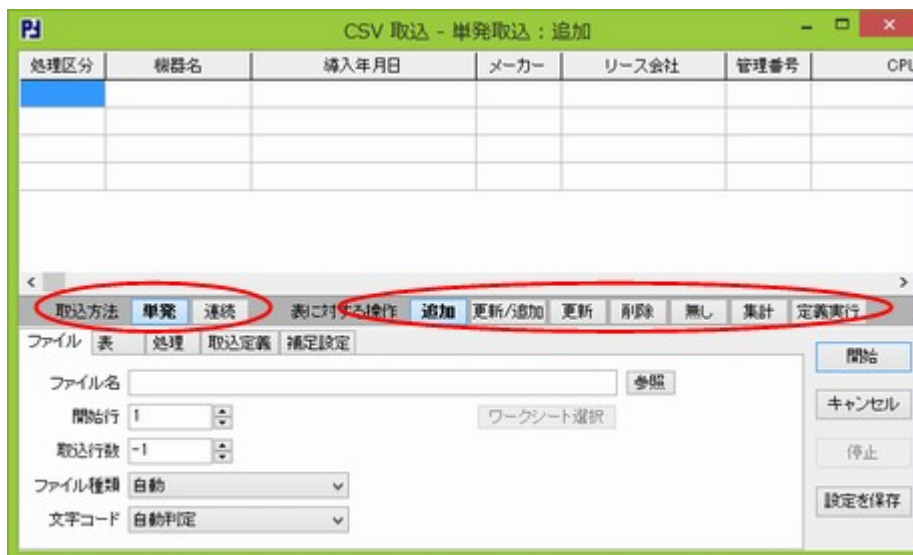 CSV 取込 - 単発取込 : 追加
処理区分 機器名 導入年月日 メーカー リース会社 管理番号 CPU
取込方法 単発 連続 表に対する操作 追加 更新/追加 更新 削除 無し 集計 定義実行
ファイル 表 処理 取込定義 補足設定
開始
ファイル名 参照
キャンセル
開始行 1 ワークシート選択
取込行数 -1
停止
ファイル種類 自動
設定を保存
文字コード 自動判定